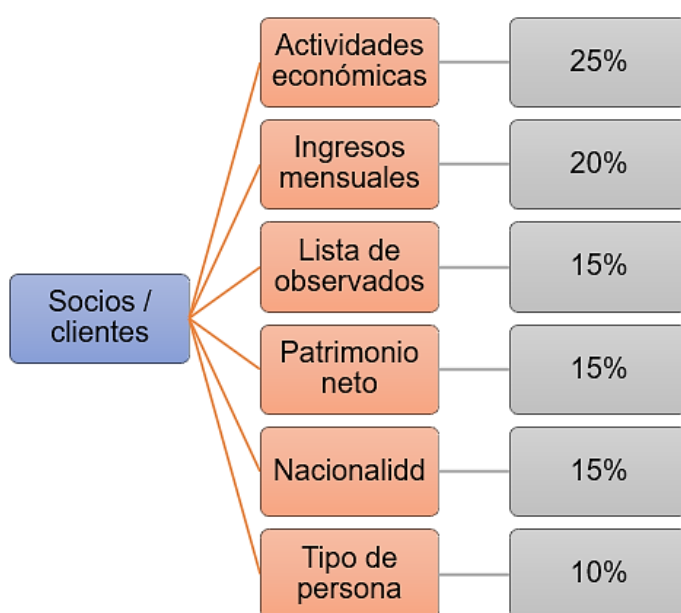 Actividades
económicas
25%
Ingresos
mensuales
20%
Lista de
observados
15%
Socios /
clientes
Patrimonio
neto
15%
Nacionalidd
15%
Tipo de
persona
10%